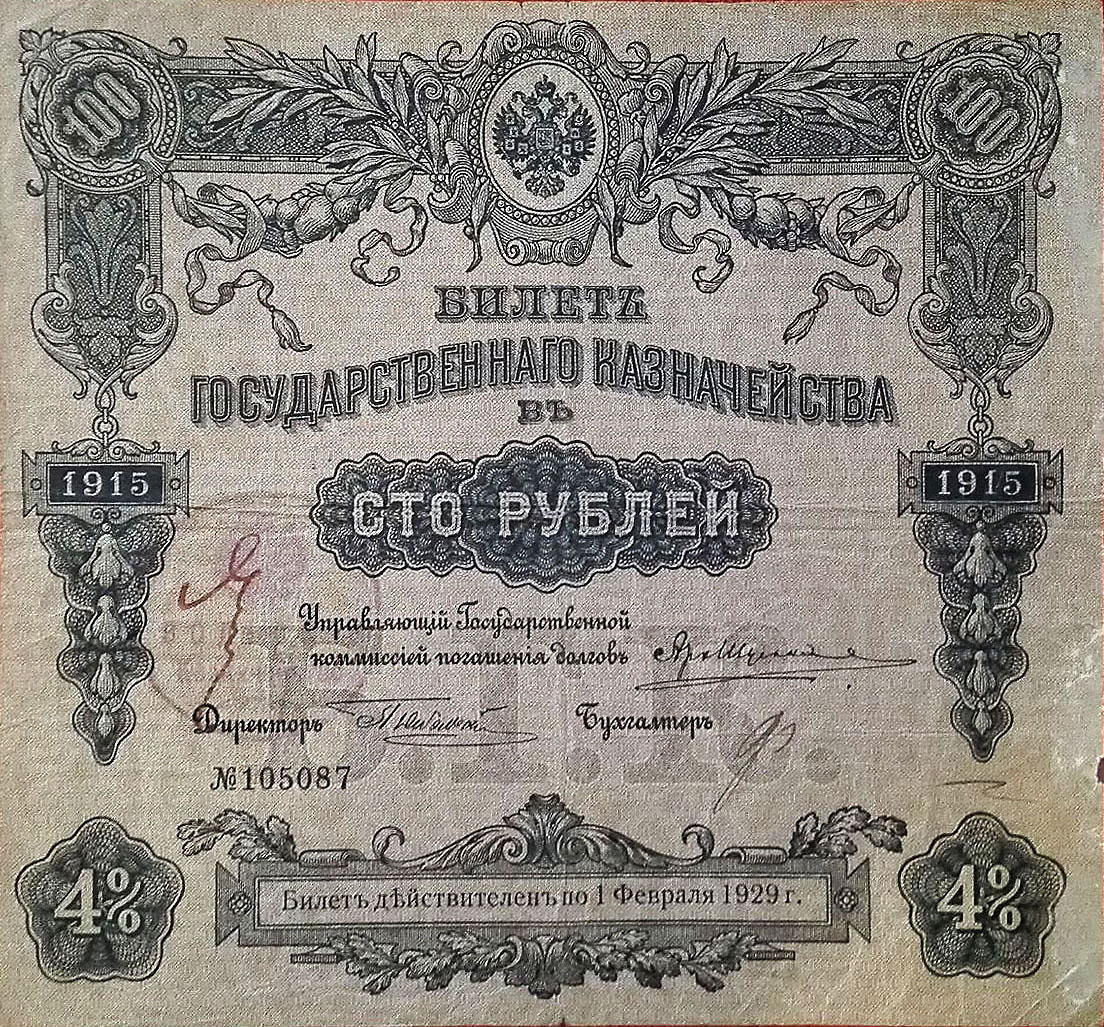 100 100
БИЛЕТЪ
ГОСУДАРСТВЕННАГО КАЗНАЧЕЙСТВА
ВЪ
1915 1915
СТО РУБЛЕЙ
Управляющій Государственной
коммиссіей погашенія долговъ
Директоръ Бухгалтеръ
№105087
4% 4%
Билетъ дѣйствителенъ по 1 Февраля 1929 г.